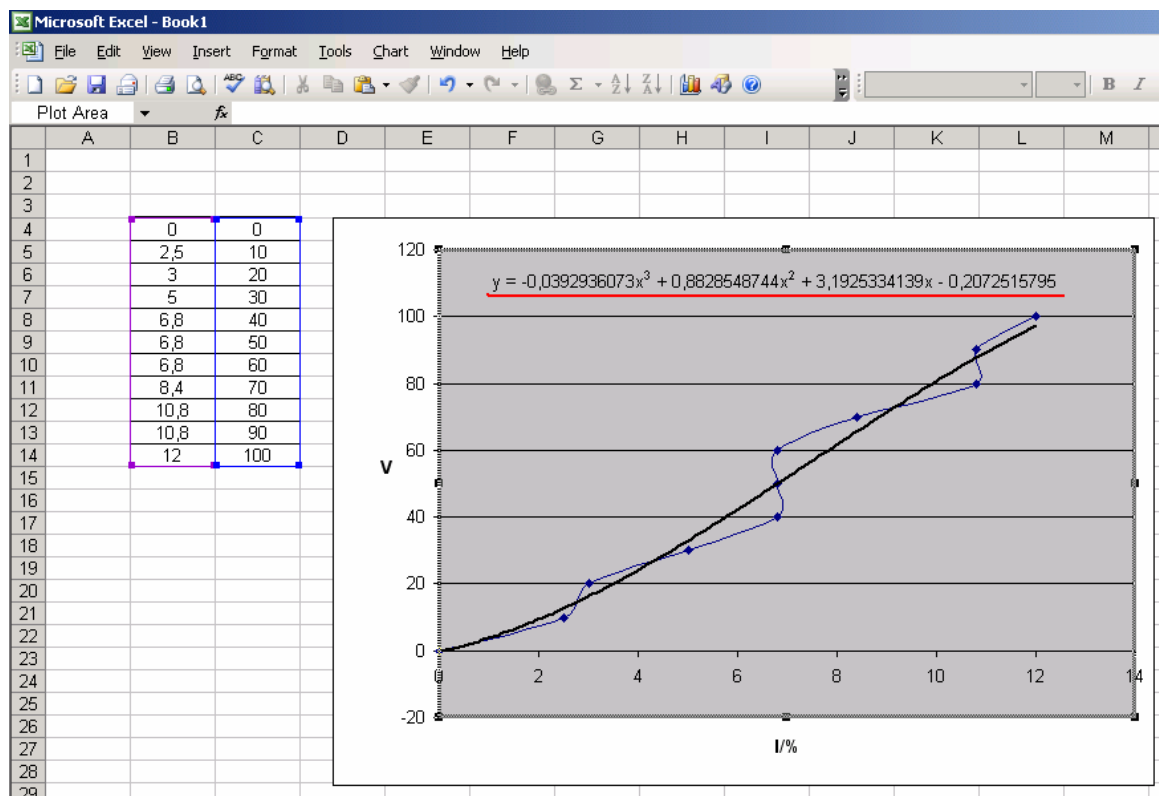 Microsoft Excel - Book1
File Edit View Insert Format Tools Chart Window Help
ABC Σ A Z Z A B I
Plot Area fx
A B C D E F G H I J K L M
1
2
3
4 0 0
5 2,5 10
6 3 20
7 5 30
8 6,8 40
9 6,8 50
10 6,8 60
11 8,4 70
12 10,8 80
13 10,8 90
14 12 100
15
16
17
18
19
20
21
22
23
24
25
26
27
28
29
120
y = -0,0392936073x³ + 0,8828548744x² + 3,1925334139x - 0,2072515795
100
80
60
V
40
20
0
0 2 4 6 8 10 12 14
-20
I/%